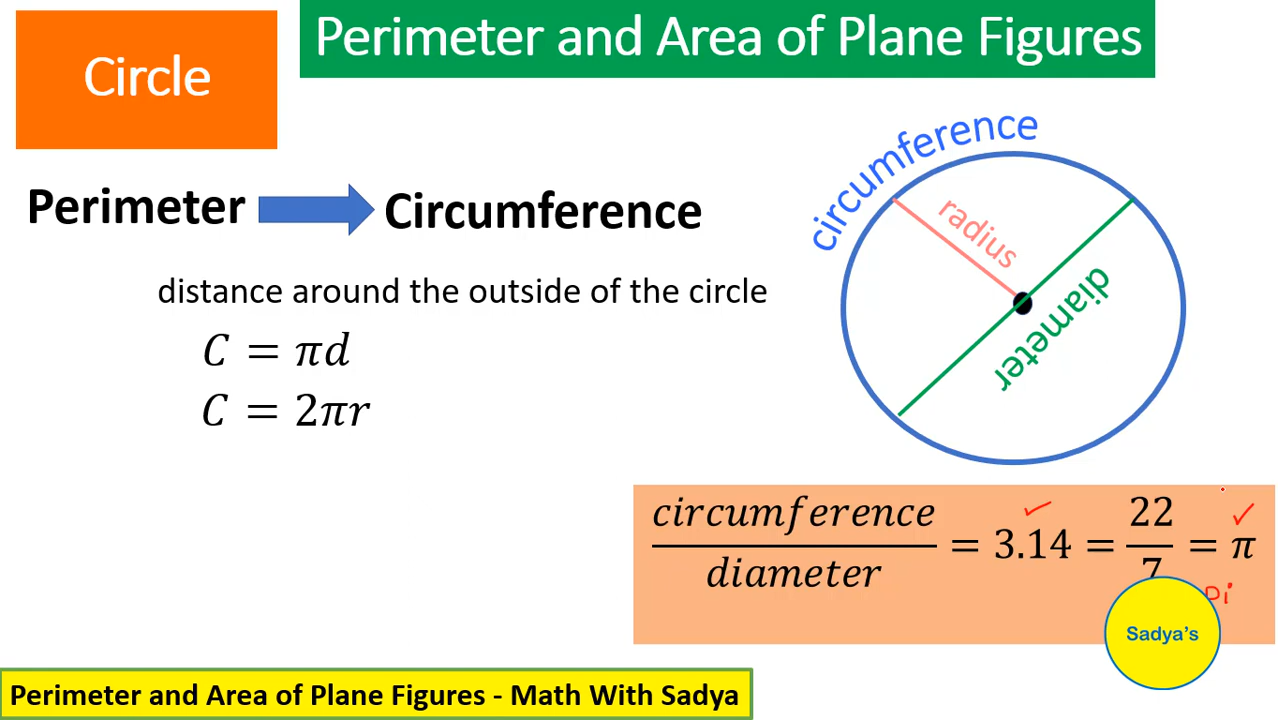 Circle
Perimeter and Area of Plane Figures
Perimeter Circumference
distance around the outside of the circle
C = πd
C = 2πr
circumference
radius
diameter
circumference/diameter = 3.14 = 22/7 = π
Pi
Sadya's
Perimeter and Area of Plane Figures - Math With Sadya